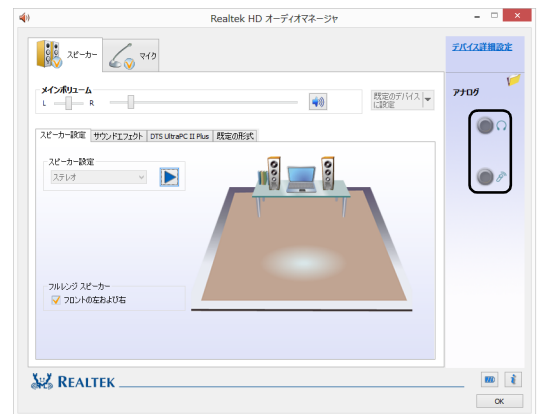 Realtek HD オーディオマネージャ
スピーカー
マイク
デバイス詳細設定
メインボリューム
L
R
既定のデバイス
に設定
アナログ
スピーカー設定
サウンドエフェクト
DTS UltraPC II Plus
既定の形式
スピーカー設定
ステレオ
フルレンジ スピーカー
フロントの左および右
REALTEK
OK